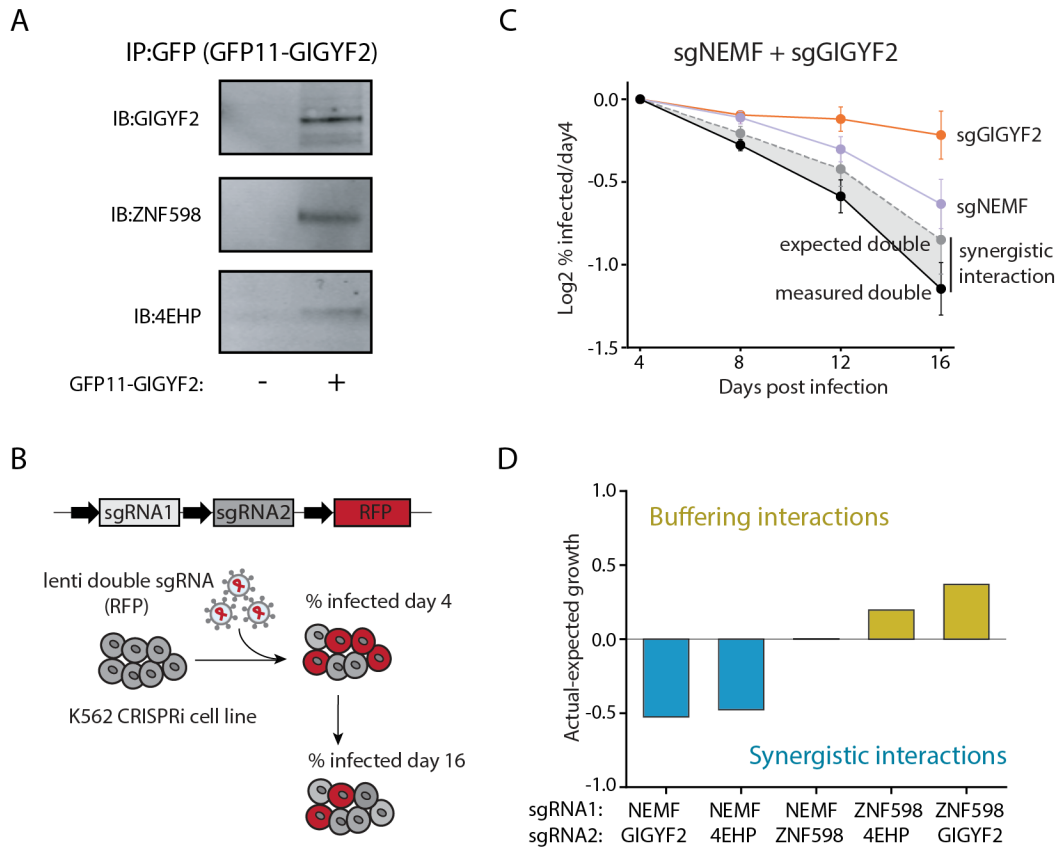 A
IP:GFP (GFP11-GIGYF2)
IB:GIGYF2
IB:ZNF598
IB:4EHP
GFP11-GIGYF2: - +
B
sgRNA1 sgRNA2 RFP
lenti double sgRNA
(RFP)
% infected day 4
K562 CRISPRi cell line
% infected day 16
C
sgNEMF + sgGIGYF2
Log2 % infected/day4
0.0
-0.5
-1.0
-1.5
sgGIGYF2
sgNEMF
expected double
measured double
synergistic
interaction
4 8 12 16
Days post infection
D
Actual-expected growth
1.0
0.5
0.0
-0.5
-1.0
Buffering interactions
Synergistic interactions
sgRNA1: NEMF NEMF NEMF ZNF598 ZNF598
sgRNA2: GIGYF2 4EHP ZNF598 4EHP GIGYF2